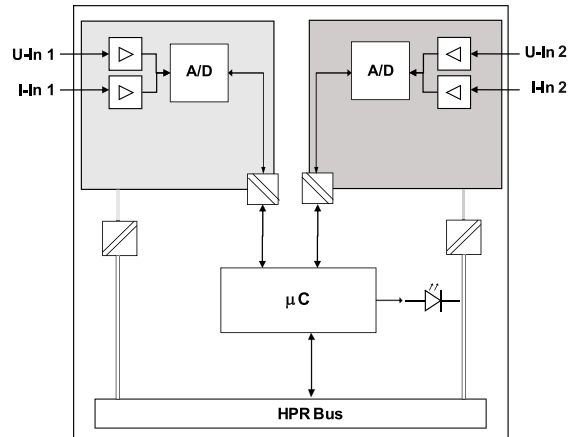 U-In 1
I-In 1
A/D
A/D
U-In 2
I-In 2
µC
HPR Bus